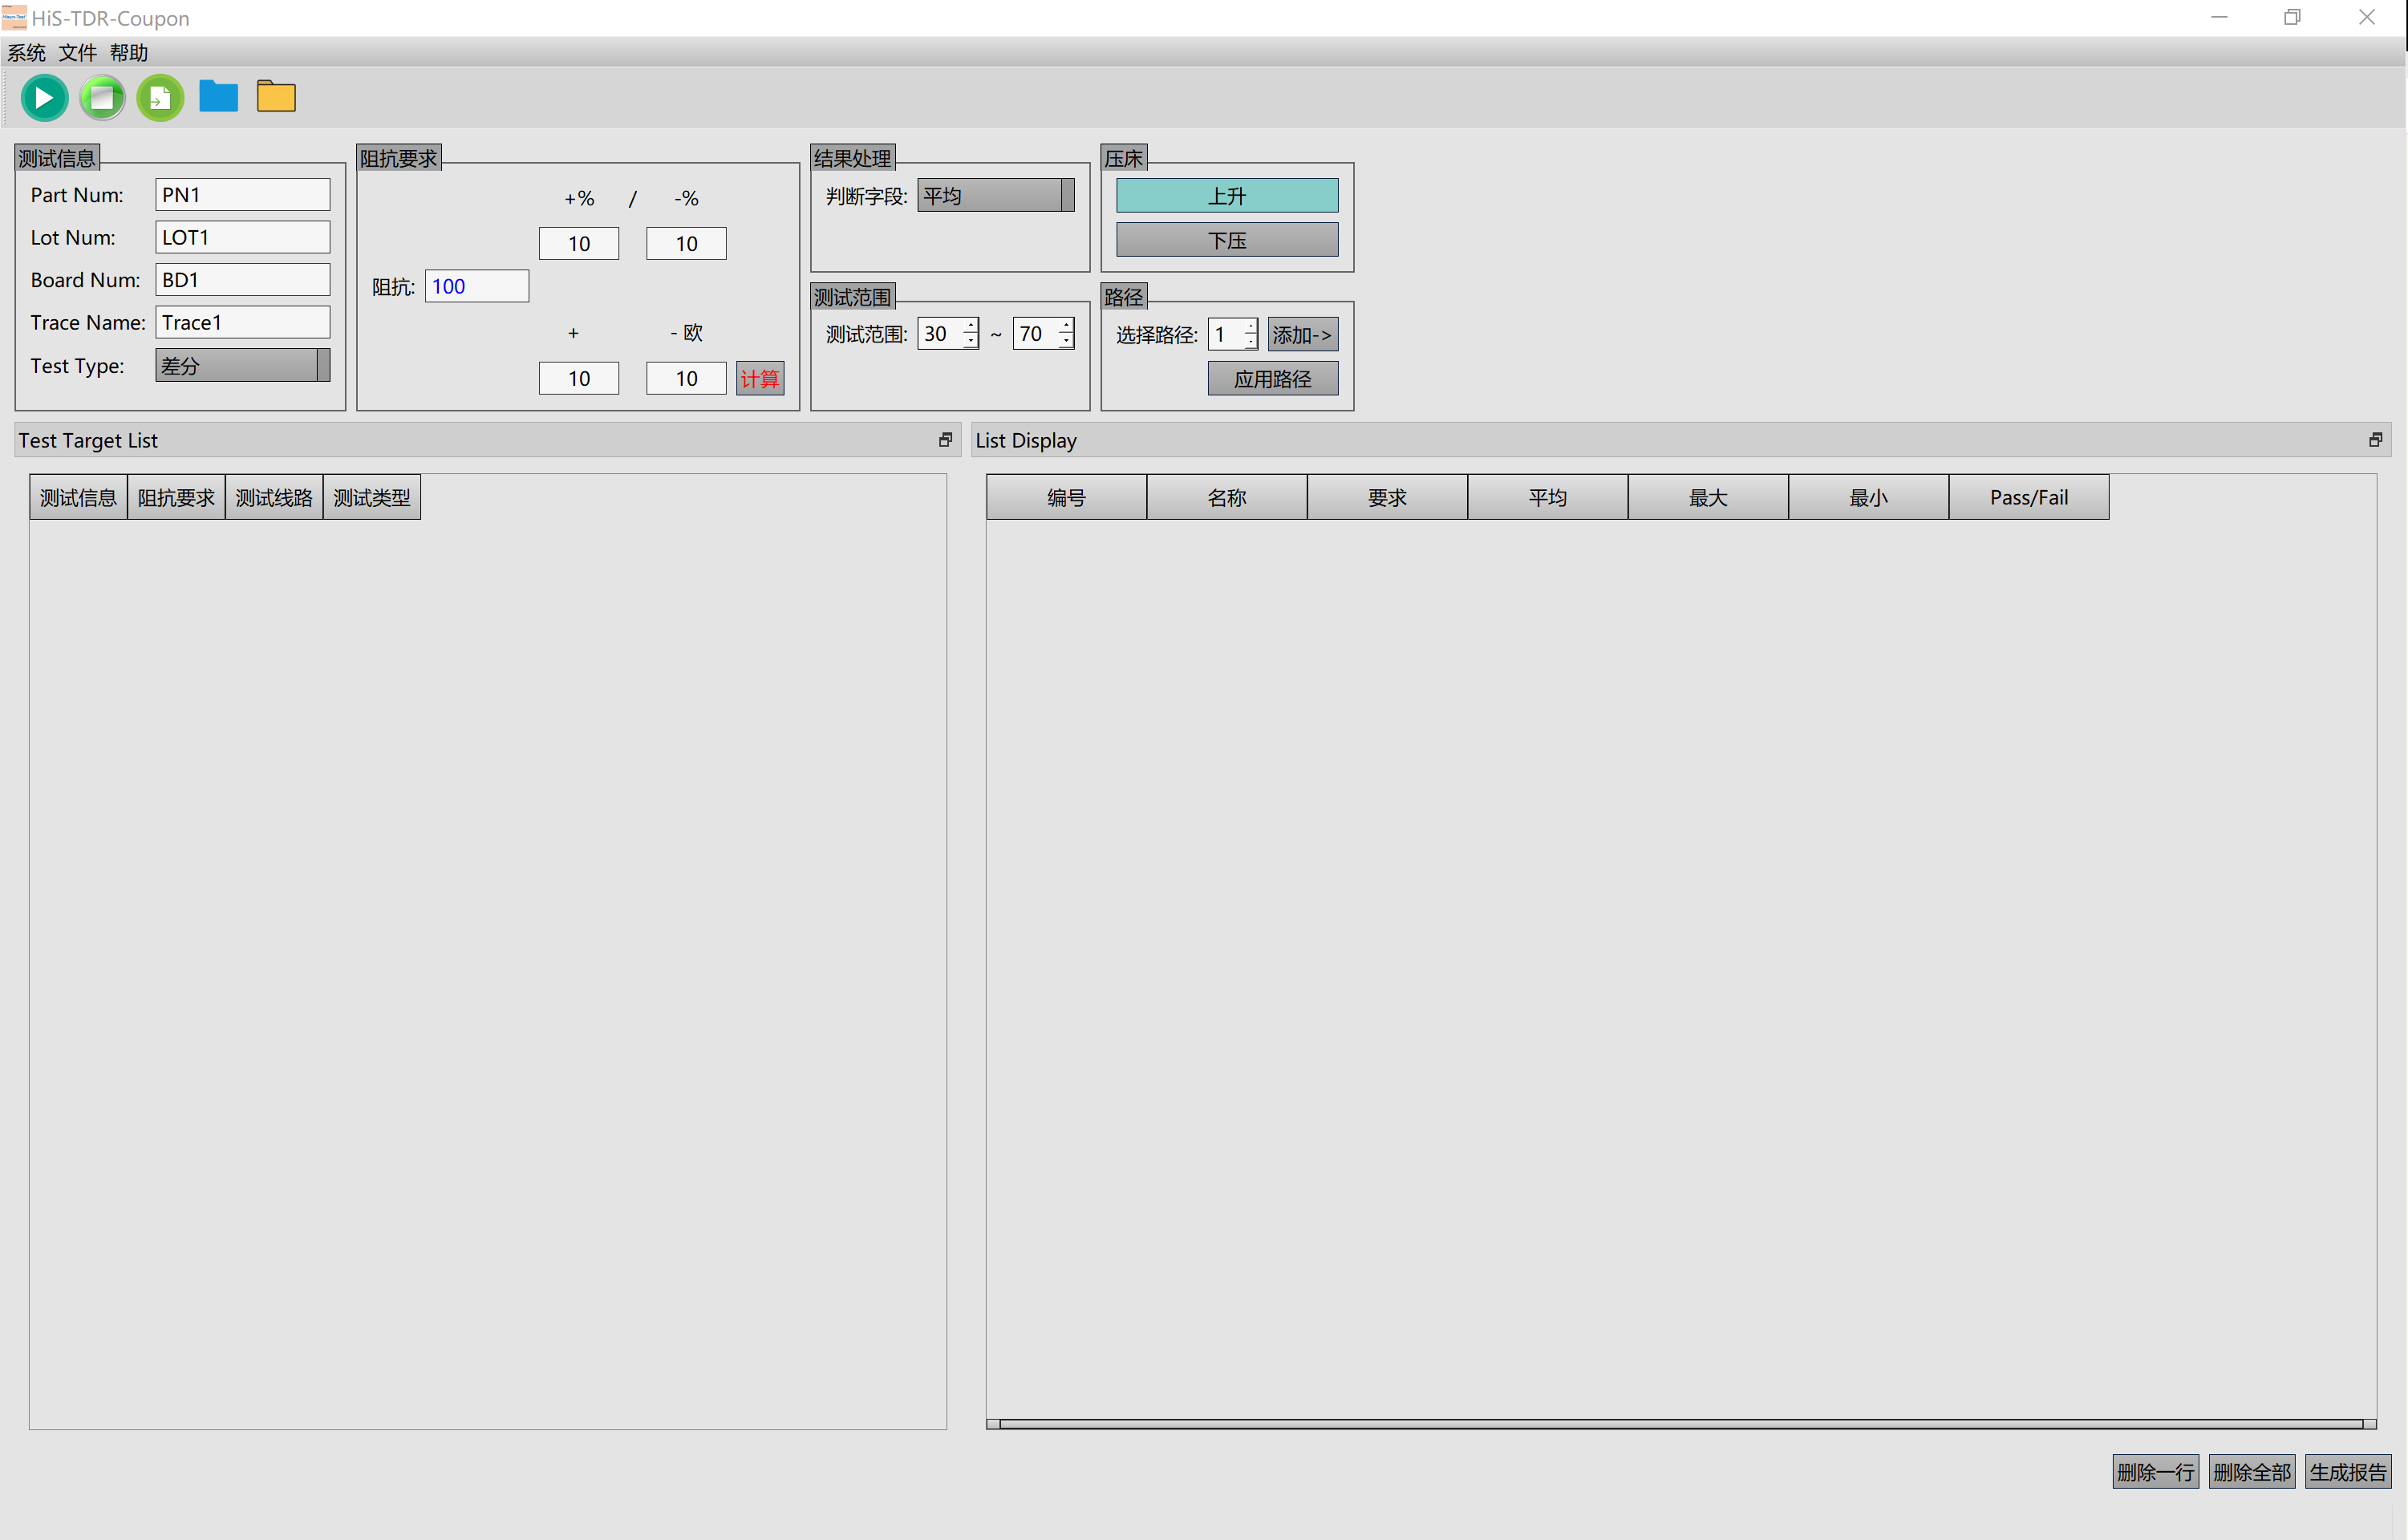 HiS-TDR-Coupon
系统 文件 帮助
测试信息
Part Num: PN1
Lot Num: LOT1
Board Num: BD1
Trace Name: Trace1
Test Type: 差分
阻抗要求
+% / -%
10 10
阻抗: 100
+ - 欧
10 10 计算
结果处理
判断字段: 平均
测试范围
测试范围: 30 ~ 70
压床
上升
下压
路径
选择路径: 1 添加->
应用路径
Test Target List
测试信息 阻抗要求 测试线路 测试类型
List Display
编号 名称 要求 平均 最大 最小 Pass/Fail
删除一行 删除全部 生成报告